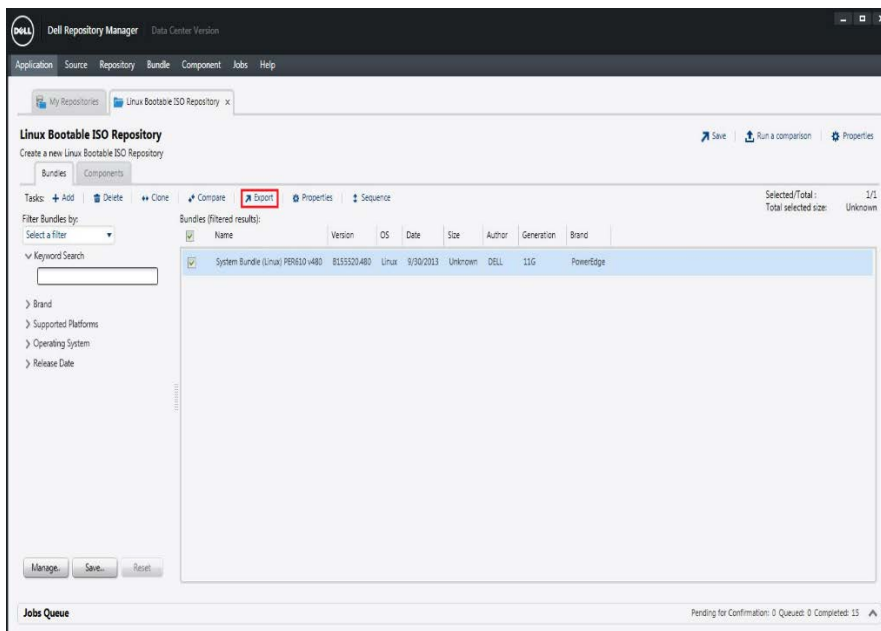 DELL Dell Repository Manager Data Center Version
Application Source Repository Bundle Component Jobs Help
My Repositories Linux Bootable ISO Repository x
Linux Bootable ISO Repository
Save Run a comparison Properties
Create a new Linux Bootable ISO Repository
Bundles Components
Tasks: Add Delete Clone Compare Export Properties Sequence
Selected/Total : 1/1
Total selected size: Unknown
Filter Bundles by:
Select a filter
Keyword Search
Brand
Supported Platforms
Operating System
Release Date
Bundles (filtered results):
Name Version OS Date Size Author Generation Brand
System Bundle (Linux) PER610 v480 8155520.480 Linux 9/30/2013 Unknown DELL 11G PowerEdge
Manage.. Save... Reset
Jobs Queue
Pending for Confirmation: 0 Queued: 0 Completed: 15